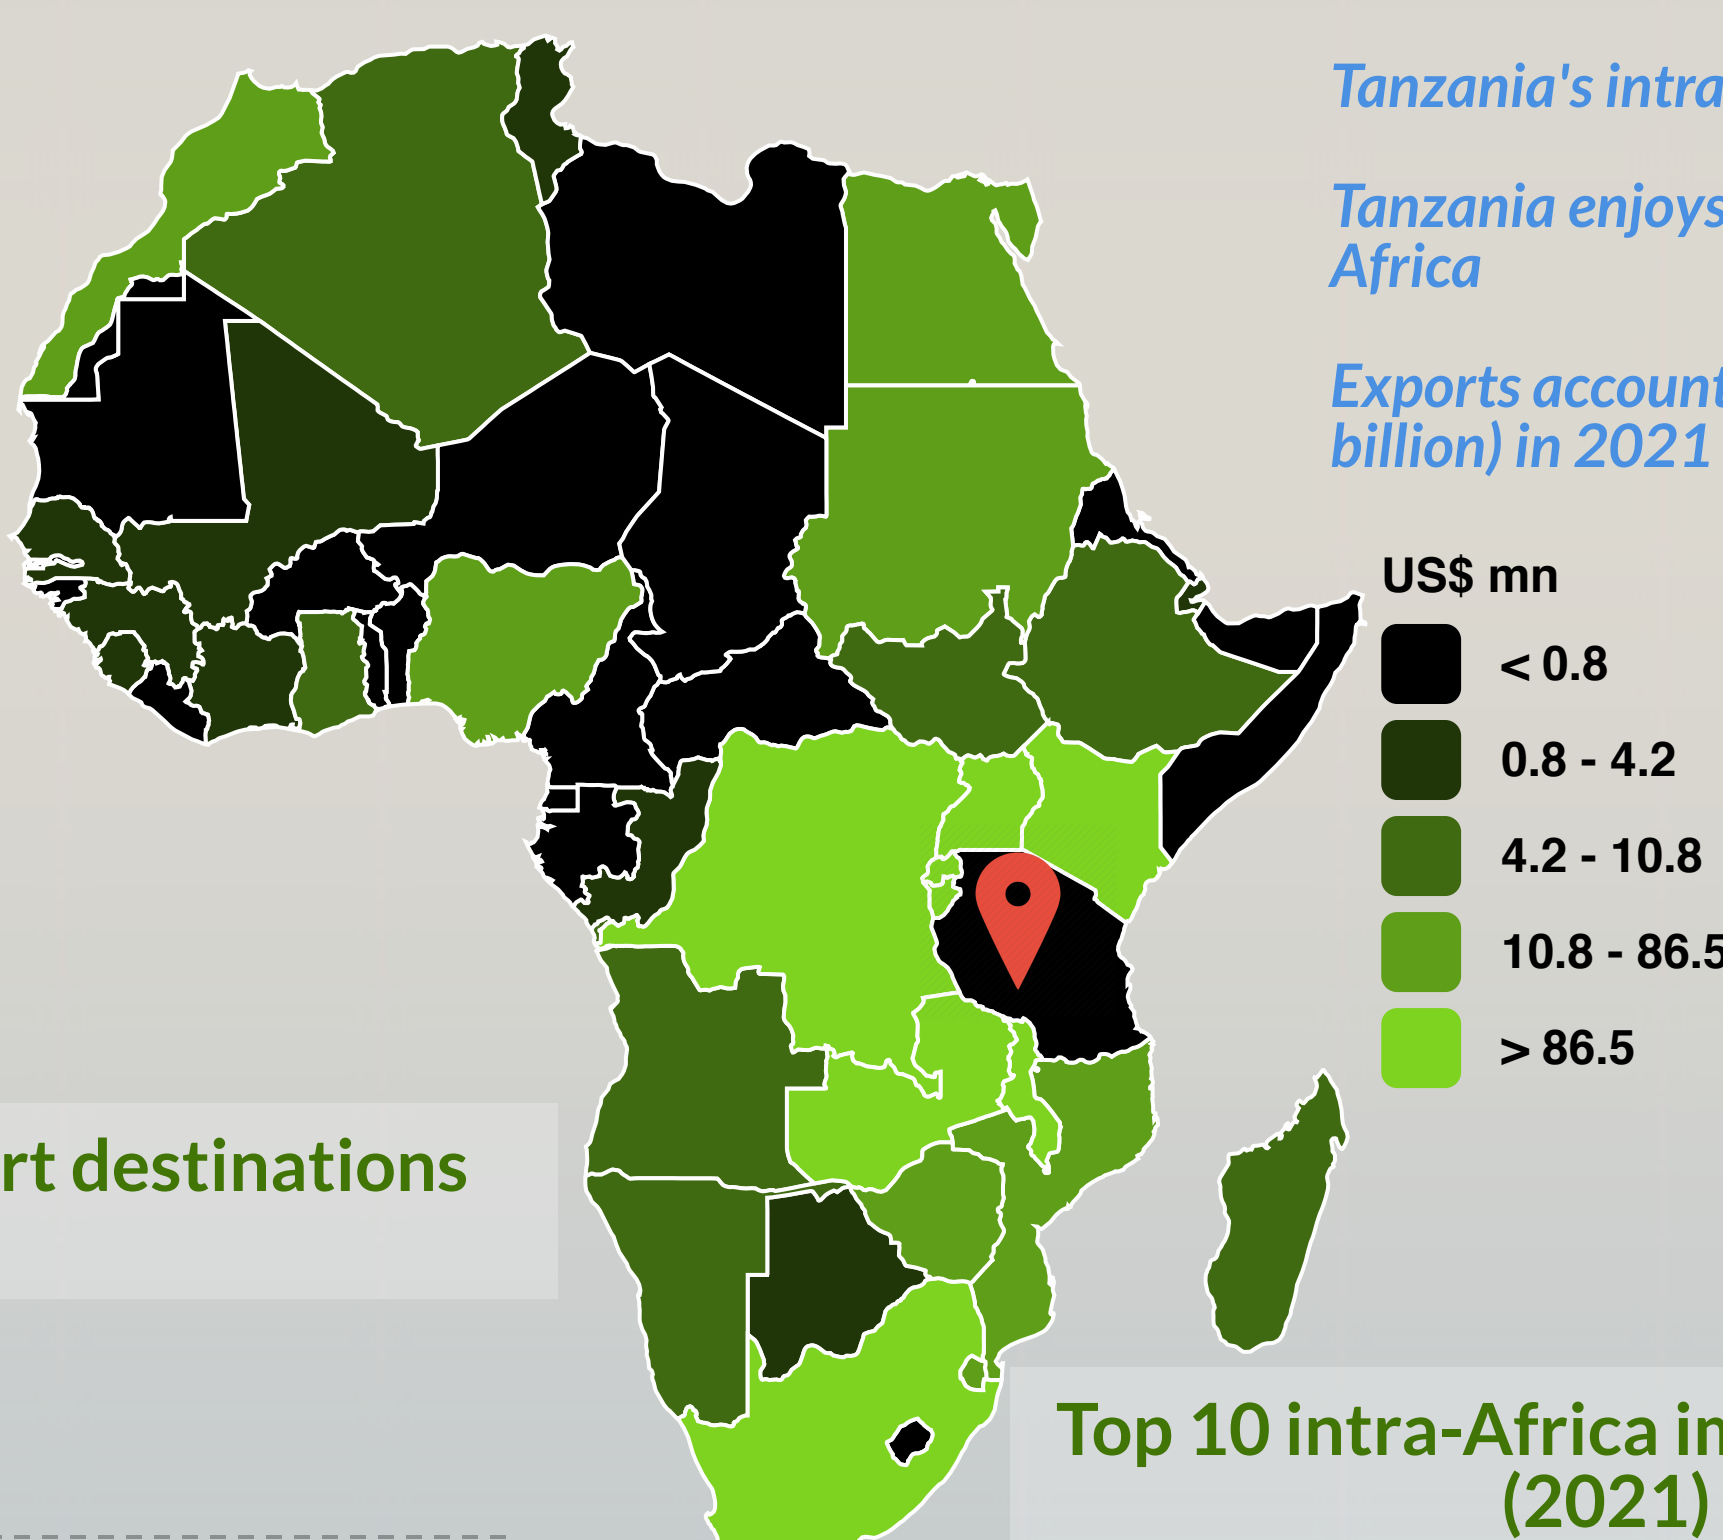 Tanzania's intra
Tanzania enjoys
Africa
Exports account
billion) in 2021
US$ mn
< 0.8
0.8 - 4.2
4.2 - 10.8
10.8 - 86.5
> 86.5
rt destinations
Top 10 intra-Africa im
(2021)